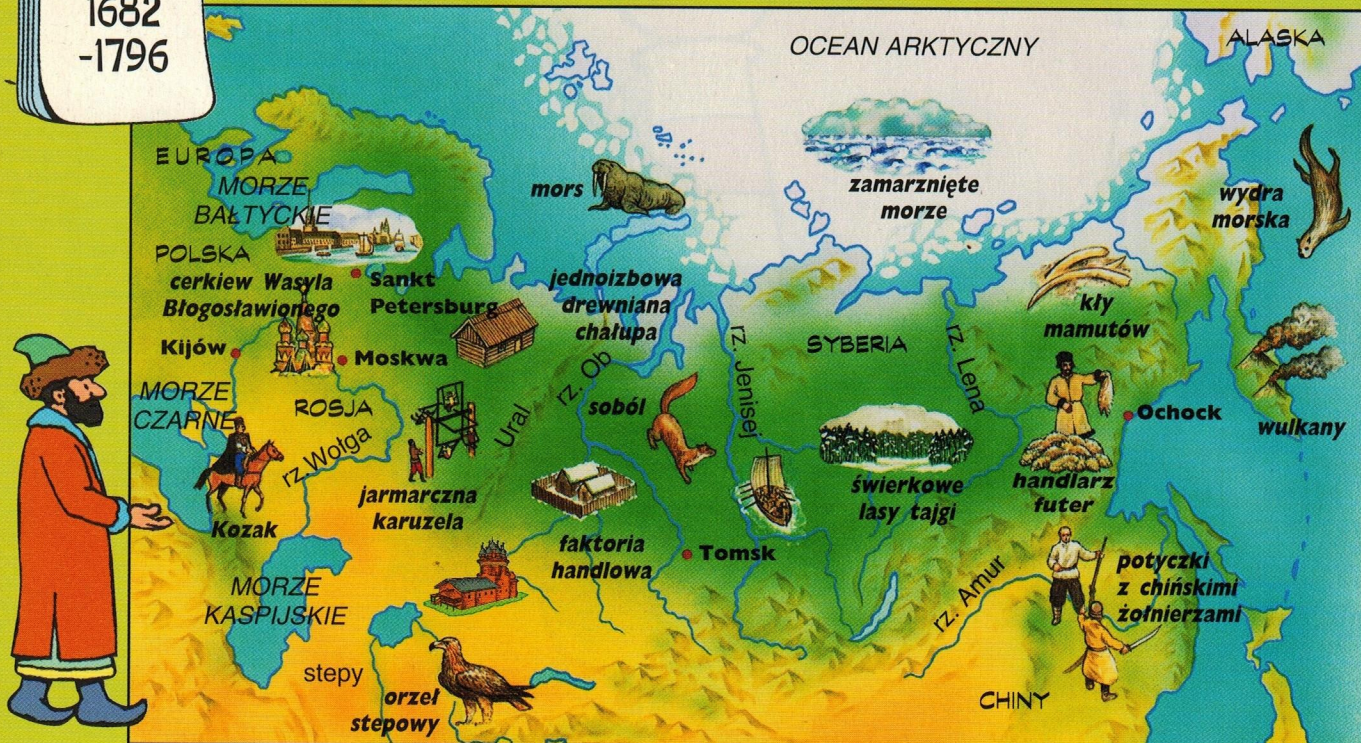 1682
-1796
OCEAN ARKTYCZNY
ALASKA
EUROPA
MORZE
BAŁTYCKIE
mors
zamarznięte
morze
wydra
morska
POLSKA
cerkiew Wasyla
Błogosławionego
Sankt
Petersburg
jednoizbowa
drewniana
chałupa
kły
mamutów
Kijów
Moskwa
rz. Ob
rz. Jenisej
SYBERIA
rz. Lena
MORZE
CZARNE
ROSJA
Ural
soból
Ochock
wulkany
rz.Wołga
Kozak
jarmarczna
karuzela
świerkowe
lasy tajgi
handlarz
futer
faktoria
handlowa
Tomsk
rz. Amur
potyczki
z chińskimi
żołnierzami
MORZE
KASPIJSKIE
stepy
orzeł
stepowy
CHINY